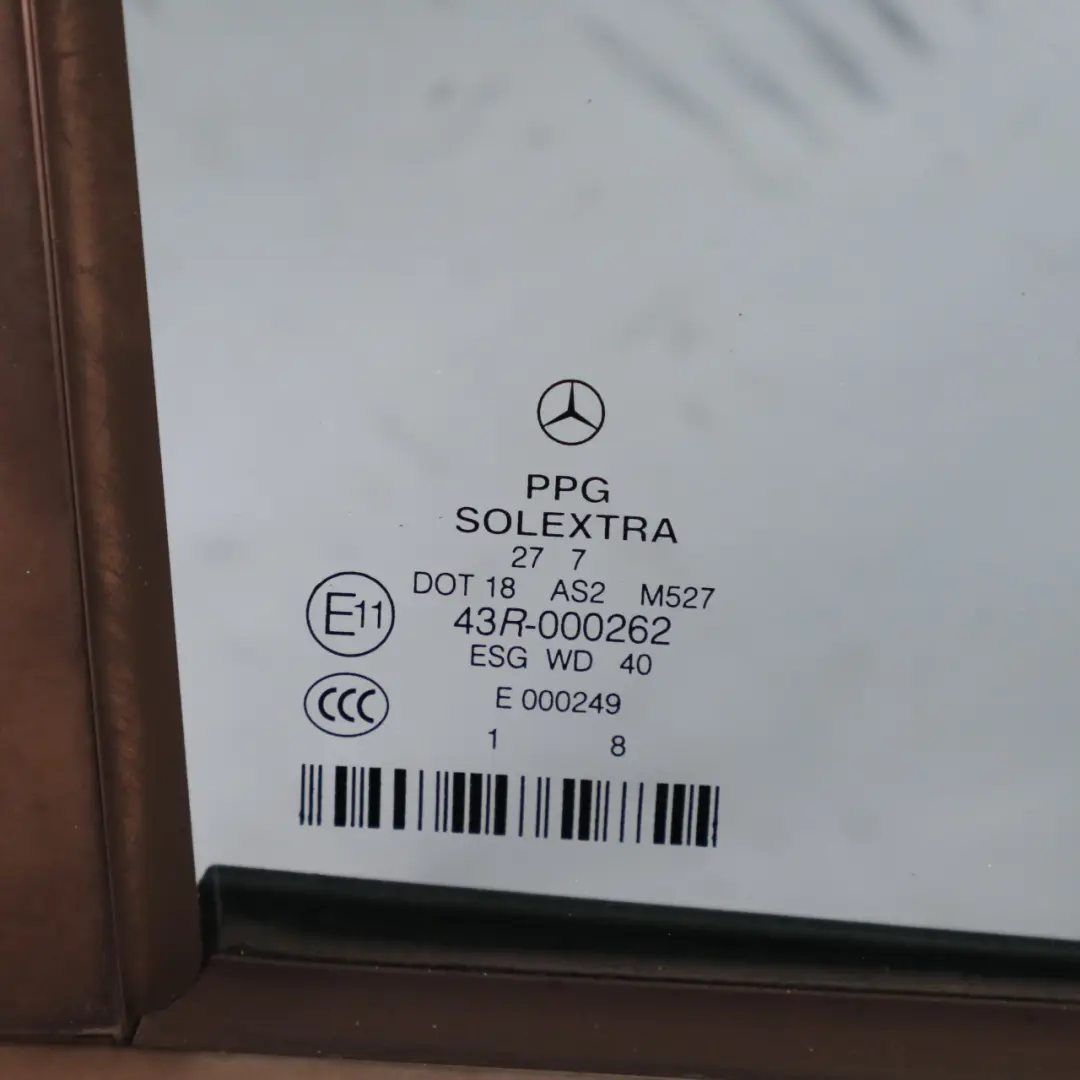 PPG
SOLEXTRA
27 7
DOT 18 AS2 M527
E11
43R-000262
ESG WD 40
CCC
E 000249
1 8